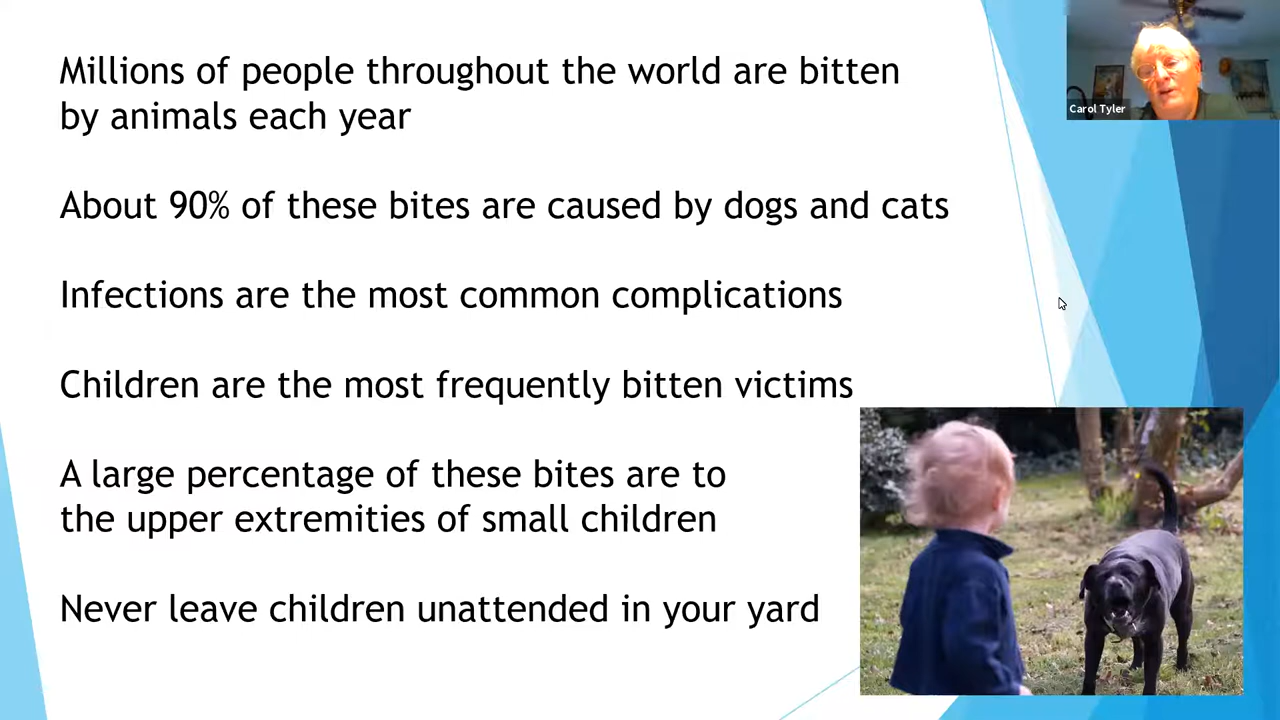 Millions of people throughout the world are bitten
by animals each year
Carol Tyler
About 90% of these bites are caused by dogs and cats
Infections are the most common complications
Children are the most frequently bitten victims
A large percentage of these bites are to
the upper extremities of small children
Never leave children unattended in your yard